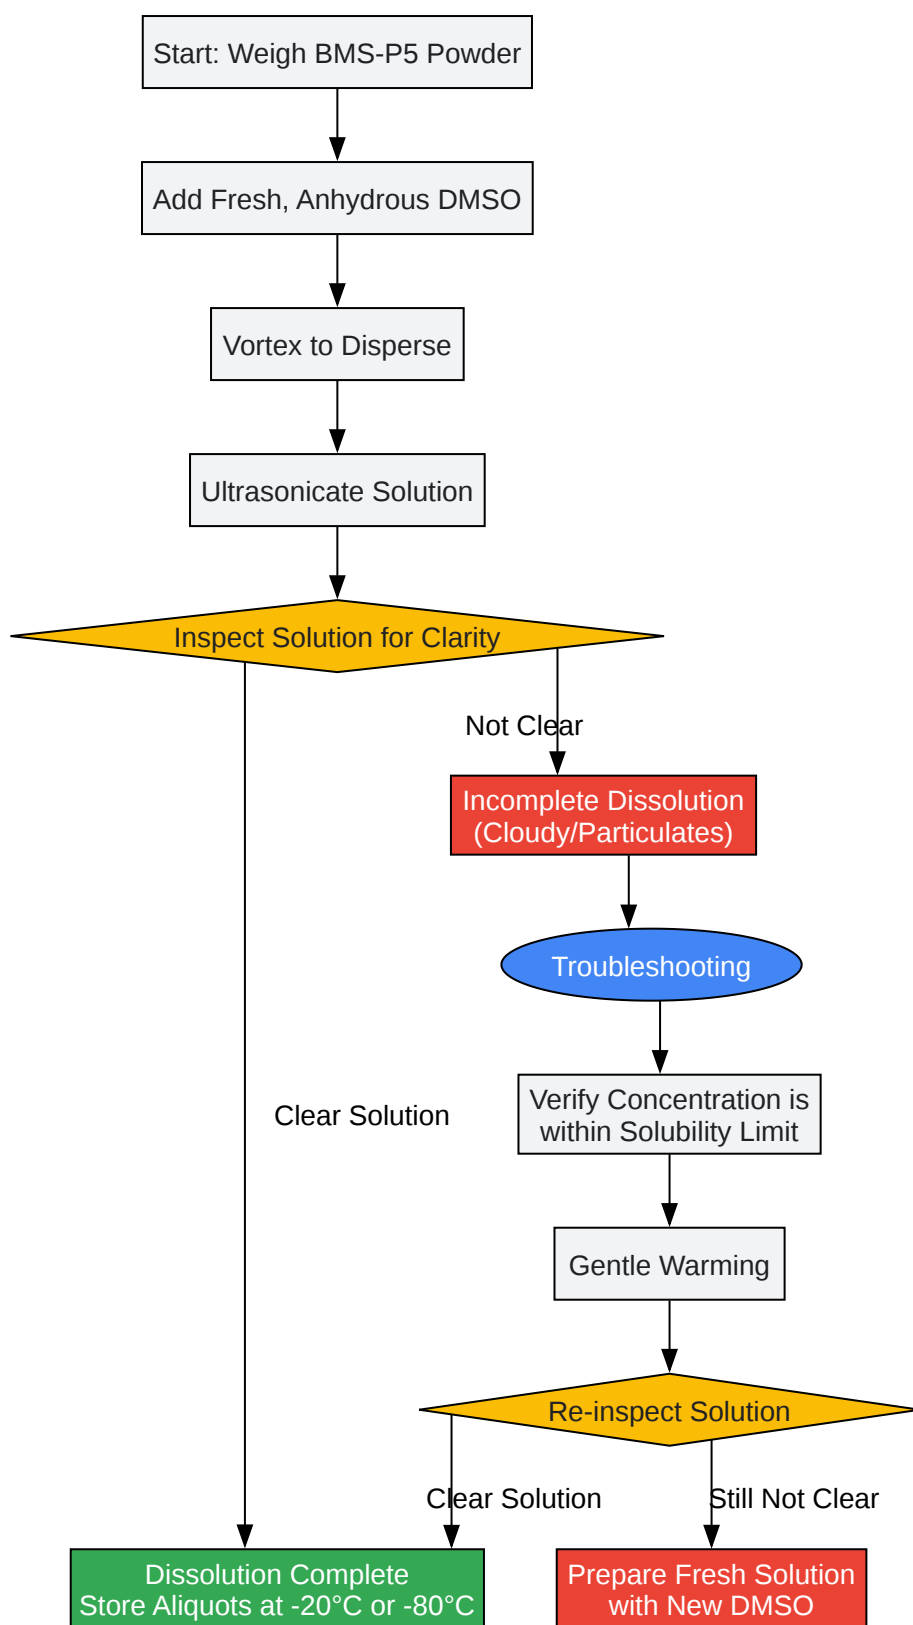 Start: Weigh BMS-P5 Powder
Add Fresh, Anhydrous DMSO
Vortex to Disperse
Ultrasonicate Solution
Inspect Solution for Clarity
Not Clear
Incomplete Dissolution
(Cloudy/Particulates)
Troubleshooting
Verify Concentration is
within Solubility Limit
Clear Solution
Gentle Warming
Re-inspect Solution
Clear Solution
Still Not Clear
Dissolution Complete
Store Aliquots at -20°C or -80°C
Prepare Fresh Solution
with New DMSO